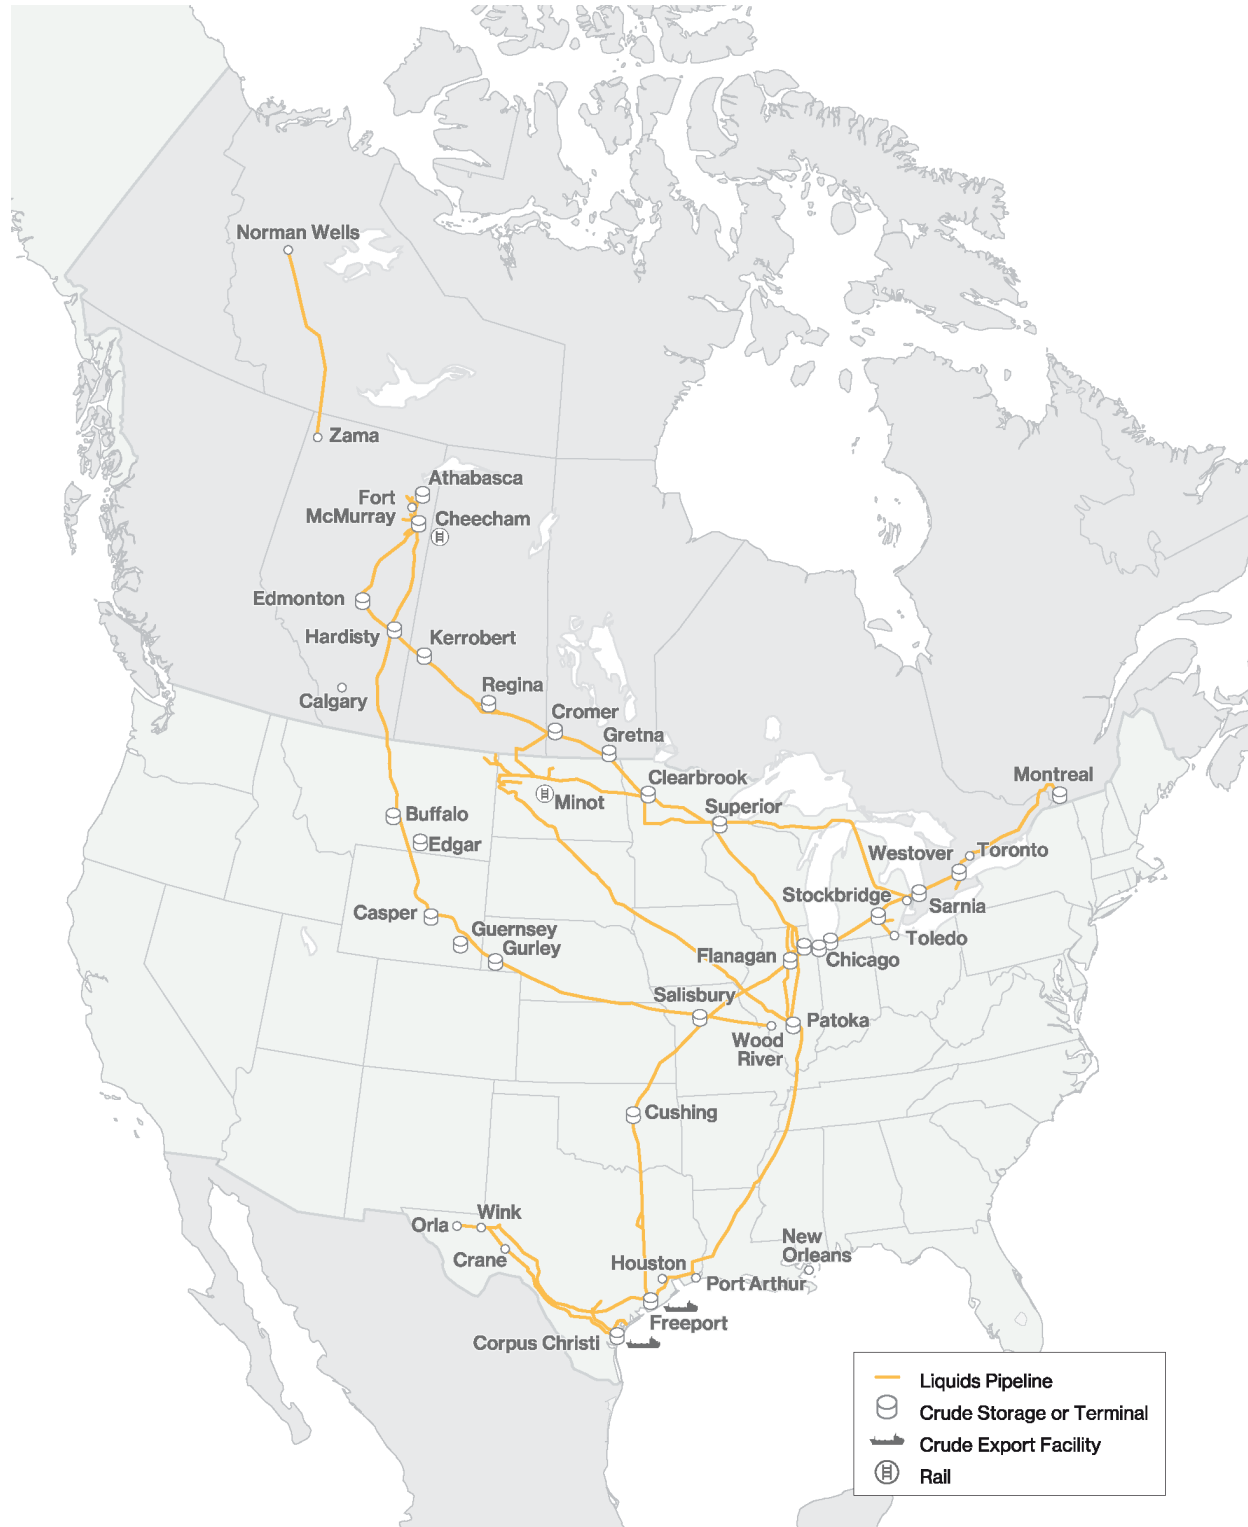 Norman Wells
Zama
Athabasca
Fort
McMurray
Cheecham
Edmonton
Hardisty
Kerrobert
Regina
Calgary
Cromer
Gretna
Clearbrook
Montreal
Minot
Superior
Buffalo
Edgar
Westover
Toronto
Stockbridge
Sarnia
Casper
Guernsey
Gurley
Toledo
Flanagan
Chicago
Salisbury
Patoka
Wood
River
Cushing
Wink
Orla
Crane
New
Orleans
Houston
Port Arthur
Freeport
Corpus Christi
Liquids Pipeline
Crude Storage or Terminal
Crude Export Facility
Rail